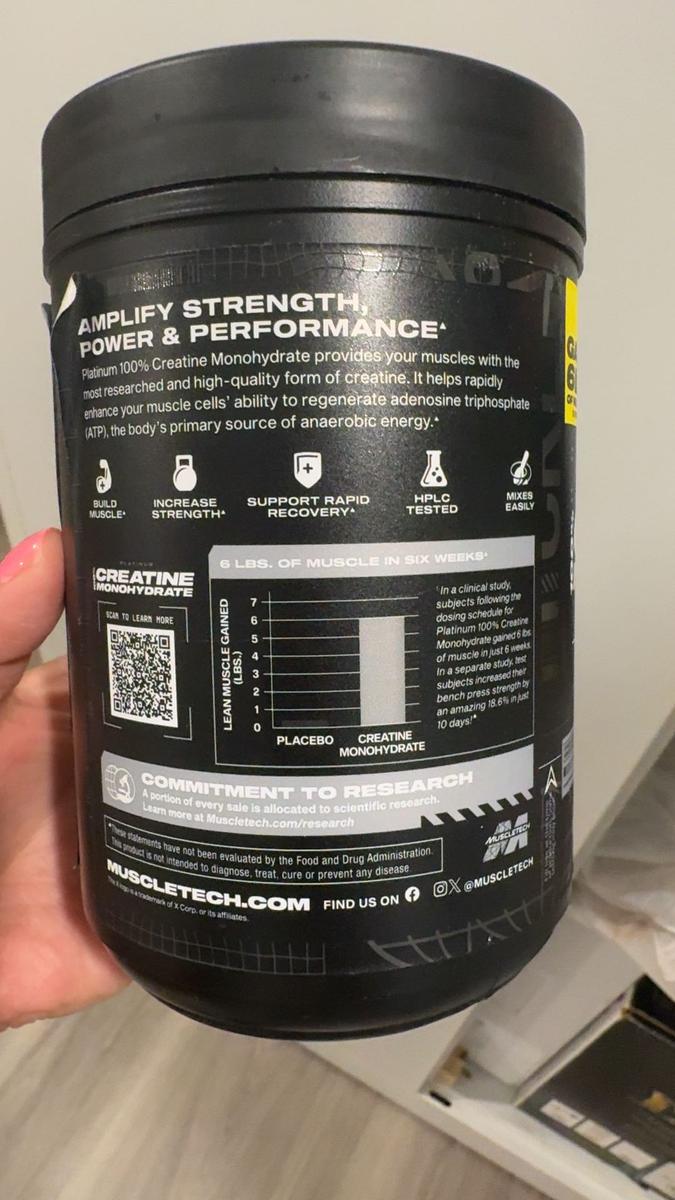 AMPLIFY STRENGTH,
POWER & PERFORMANCE▲
Platinum 100% Creatine Monohydrate provides your muscles with the
most researched and high-quality form of creatine. It helps rapidly
enhance your muscle cells' ability to regenerate adenosine triphosphate
(ATP), the body's primary source of anaerobic energy.▲
BUILD
MUSCLE▲
INCREASE
STRENGTH▲
SUPPORT RAPID
RECOVERY▲
HPLC
TESTED
MIXES
EASILY
PLATINUM
CREATINE
MONOHYDRATE
SCAN TO LEARN MORE
6 LBS. OF MUSCLE IN SIX WEEKS¹
LEAN MUSCLE GAINED
(LBS.)
7
6
5
4
3
2
1
0
PLACEBO
CREATINE
MONOHYDRATE
¹In a clinical study,
subjects following the
dosing schedule for
Platinum 100% Creatine
Monohydrate gained 6 lbs.
of muscle in just 6 weeks.
In a separate study, test
subjects increased their
bench press strength by
an amazing 18.6% in just
10 days!▲
COMMITMENT TO RESEARCH
A portion of every sale is allocated to scientific research.
Learn more at Muscletech.com/research
▲These statements have not been evaluated by the Food and Drug Administration.
This product is not intended to diagnose, treat, cure or prevent any disease.
MUSCLETECH
MUSCLETECH.COM FIND US ON @MUSCLETECH
The X logo is a trademark of X Corp. or its affiliates.